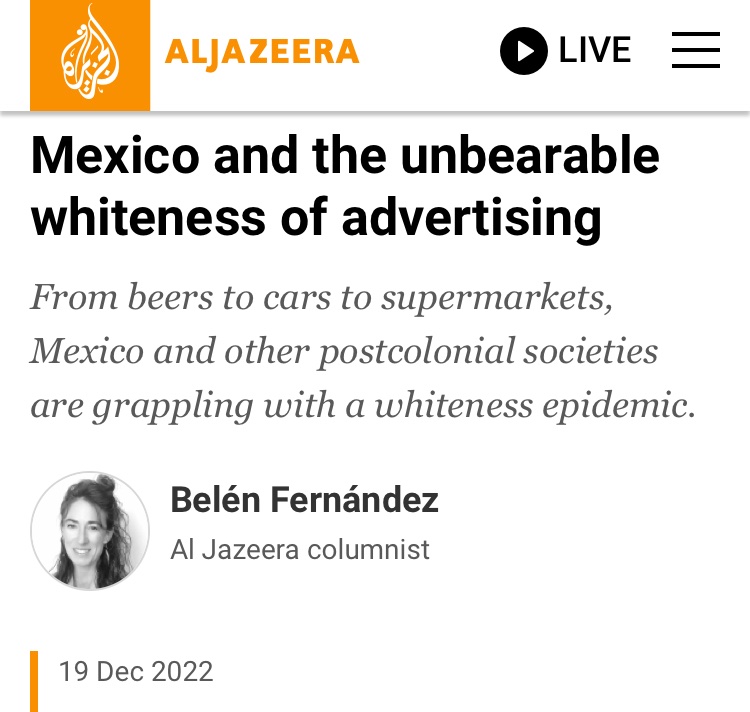 ALJAZEERA
LIVE
Mexico and the unbearable
whiteness of advertising
From beers to cars to supermarkets,
Mexico and other postcolonial societies
are grappling with a whiteness epidemic.
Belén Fernández
Al Jazeera columnist
19 Dec 2022